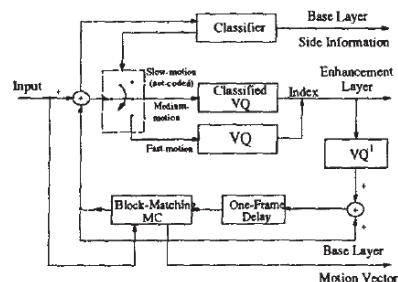 Base Layer
Classifier
Side Information
Slow-motion
(not-coded)
Classified
VQ
Enhancement
Layer
Input
+
+
Index
Medium-
motion
VQ
Fast-motion
VQ-1
+
Block-Matching
MC
One-Frame
Delay
+
+
Base Layer
Motion Vector